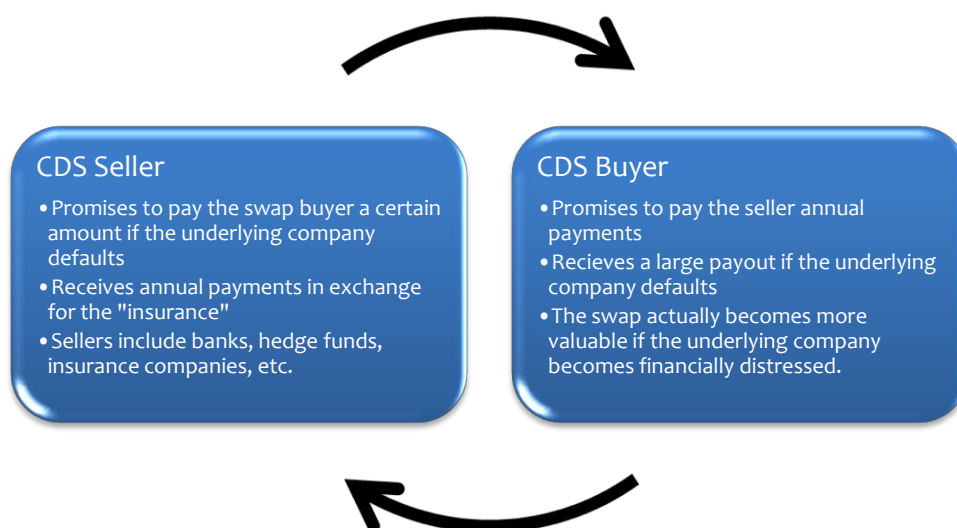 CDS Seller
•Promises to pay the swap buyer a certain
amount if the underlying company
defaults
•Receives annual payments in exchange
for the "insurance"
•Sellers include banks, hedge funds,
insurance companies, etc.
CDS Buyer
•Promises to pay the seller annual
payments
•Recieves a large payout if the underlying
company defaults
•The swap actually becomes more
valuable if the underlying company
becomes financially distressed.